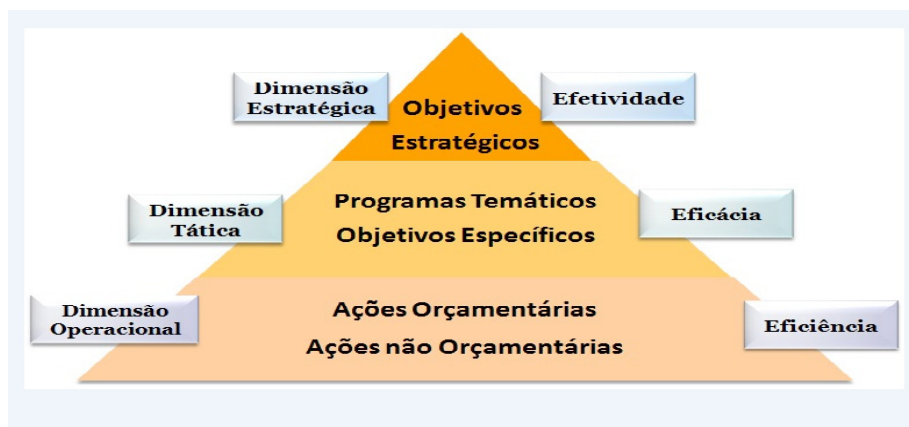 Dimensão
Estratégica
Objetivos
Estratégicos
Efetividade
Dimensão
Tática
Programas Temáticos
Objetivos Específicos
Eficácia
Dimensão
Operacional
Ações Orçamentárias
Ações não Orçamentárias
Eficiência